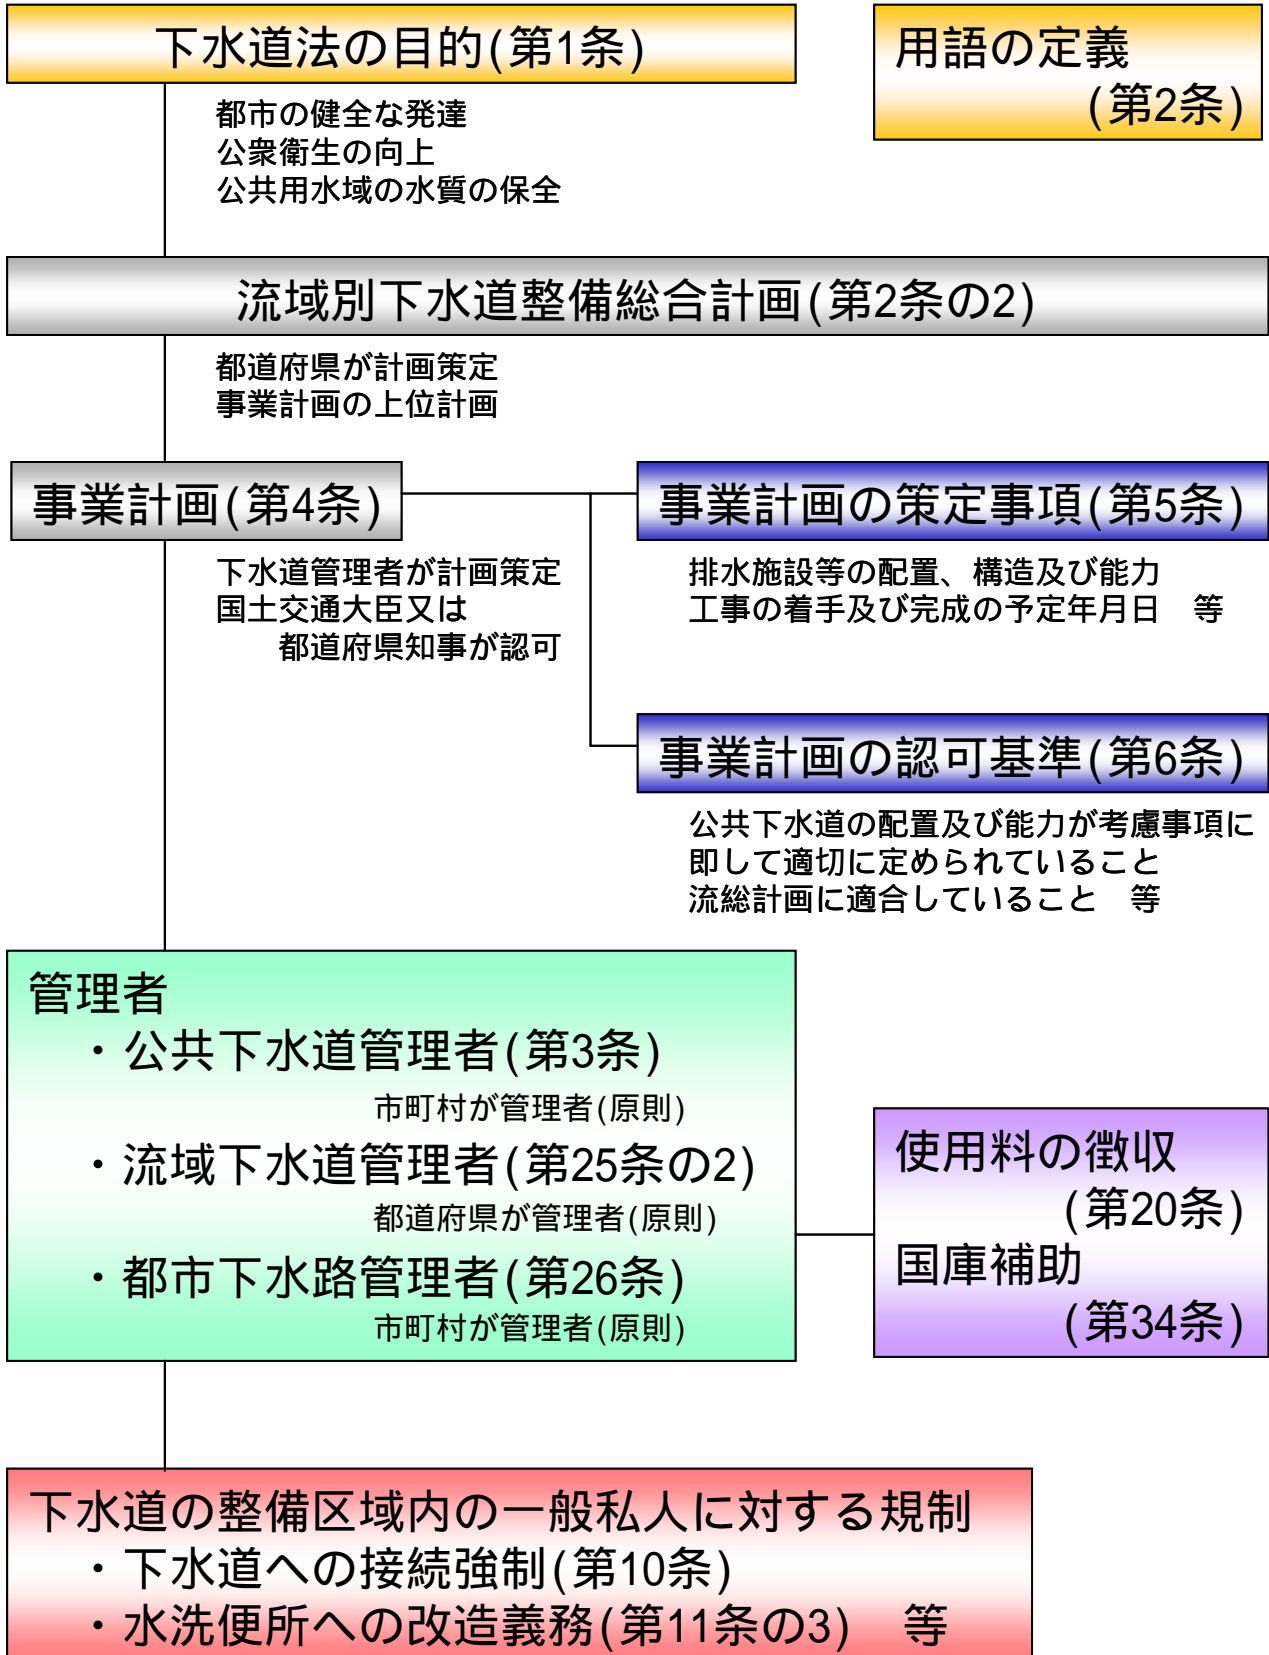 下水道法の目的(第1条)
用語の定義
(第2条)
都市の健全な発達
公衆衛生の向上
公共用水域の水質の保全
流域別下水道整備総合計画(第2条の2)
都道府県が計画策定
事業計画の上位計画
事業計画(第4条)
事業計画の策定事項(第5条)
下水道管理者が計画策定
国土交通大臣又は
都道府県知事が認可
排水施設等の配置、構造及び能力
工事の着手及び完成の予定年月日 等
事業計画の認可基準(第6条)
公共下水道の配置及び能力が考慮事項に
即して適切に定められていること
流総計画に適合していること 等
管理者
・公共下水道管理者(第3条)
市町村が管理者(原則)
・流域下水道管理者(第25条の2)
都道府県が管理者(原則)
・都市下水路管理者(第26条)
市町村が管理者(原則)
使用料の徴収
(第20条)
国庫補助
(第34条)
下水道の整備区域内の一般私人に対する規制
・下水道への接続強制(第10条)
・水洗便所への改造義務(第11条の3) 等